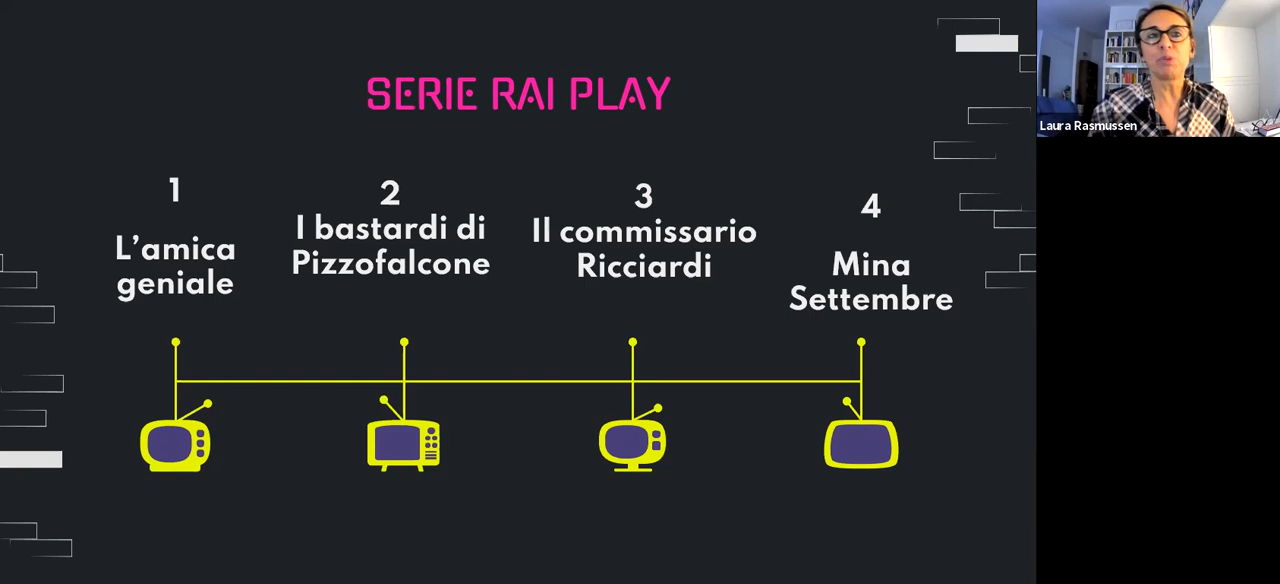 SERIE RAI PLAY
1
L’amica
geniale
2
I bastardi di
Pizzofalcone
3
Il commissario
Ricciardi
4
Mina
Settembre
Laura Rasmussen